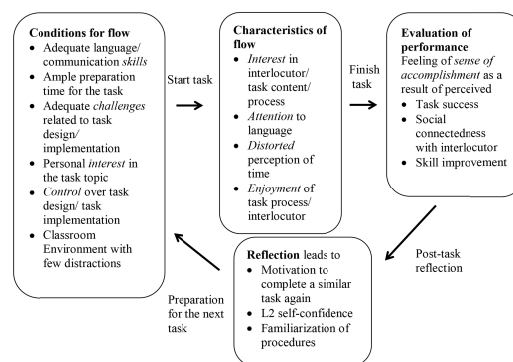 Conditions for flow
• Adequate language/
communication skills
• Ample preparation
time for the task
• Adequate challenges
related to task
design/
implementation
• Personal interest in
the task topic
• Control over task
design/ task
implementation
• Classroom
Environment with
few distractions
Start task
Characteristics of
flow
• Interest in
interlocutor/
task content/
process
• Attention to
language
• Distorted
perception of
time
• Enjoyment of
task process/
interlocutor
Finish
task
Evaluation of
performance
Feeling of sense of
accomplishment as a
result of perceived
• Task success
• Social
connectedness
with interlocutor
• Skill improvement
Post-task
reflection
Reflection leads to
• Motivation to
complete a similar
task again
• L2 self-confidence
• Familiarization of
procedures
Preparation
for the next
task